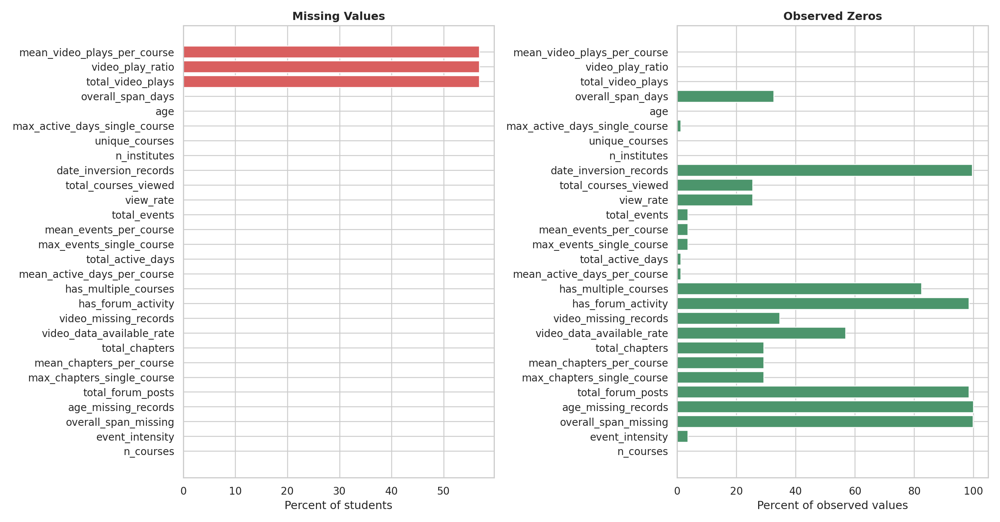 Missing Values
mean_video_plays_per_course
video_play_ratio
total_video_plays
overall_span_days
age
max_active_days_single_course
unique_courses
n_institutes
date_inversion_records
total_courses_viewed
view_rate
total_events
mean_events_per_course
max_events_single_course
total_active_days
mean_active_days_per_course
has_multiple_courses
has_forum_activity
video_missing_records
video_data_available_rate
total_chapters
mean_chapters_per_course
max_chapters_single_course
total_forum_posts
age_missing_records
overall_span_missing
event_intensity
n_courses
0 10 20 30 40 50
Percent of students
Observed Zeros
mean_video_plays_per_course
video_play_ratio
total_video_plays
overall_span_days
age
max_active_days_single_course
unique_courses
n_institutes
date_inversion_records
total_courses_viewed
view_rate
total_events
mean_events_per_course
max_events_single_course
total_active_days
mean_active_days_per_course
has_multiple_courses
has_forum_activity
video_missing_records
video_data_available_rate
total_chapters
mean_chapters_per_course
max_chapters_single_course
total_forum_posts
age_missing_records
overall_span_missing
event_intensity
n_courses
0 20 40 60 80 100
Percent of observed values